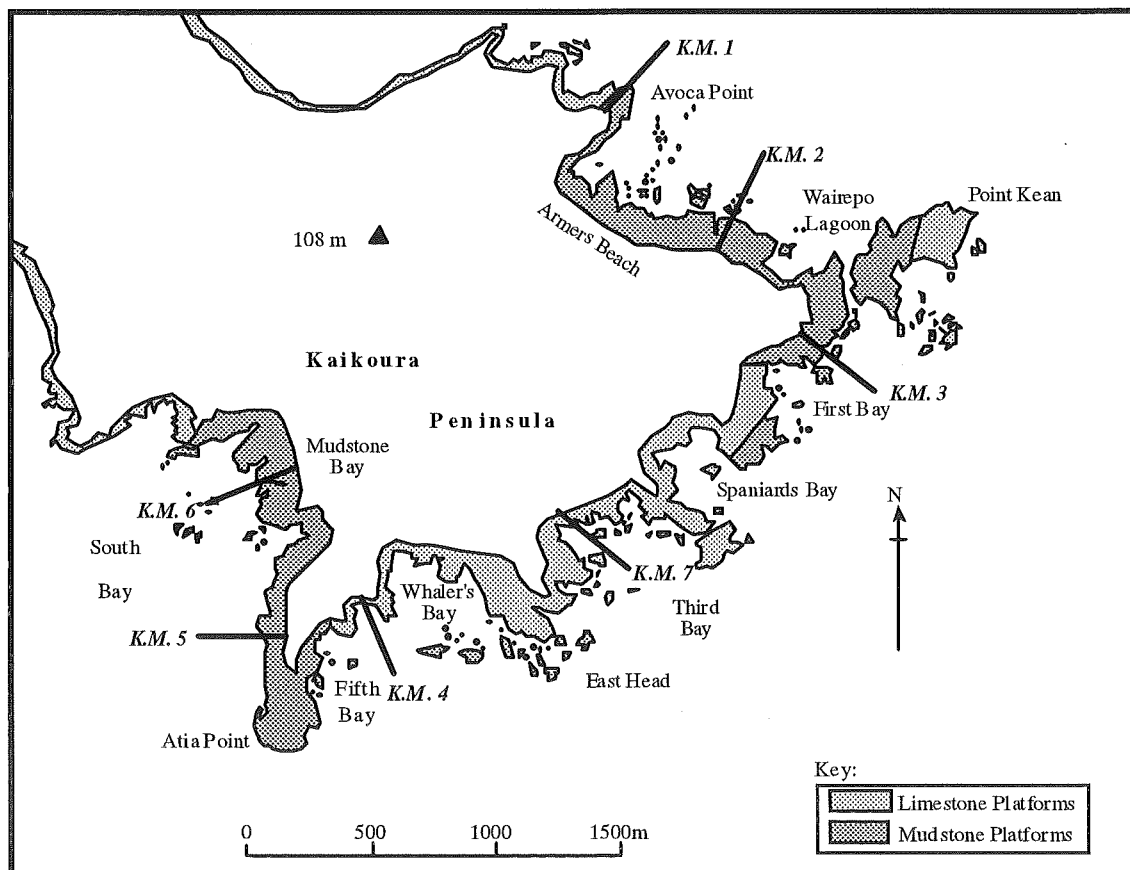 K.M. 1
Avoca Point
K.M. 2
Wairepo
Lagoon
Point Kean
Armers Beach
108 m
Kaikoura
Peninsula
K.M. 3
First Bay
Mudstone
Bay
Spaniards Bay
N
K.M. 6
South
Bay
K.M. 7
Whaler's
Bay
Third
Bay
K.M. 5
Fifth
Bay
K.M. 4
East Head
Atia Point
Key:
Limestone Platforms
Mudstone Platforms
0 500 1000 1500m